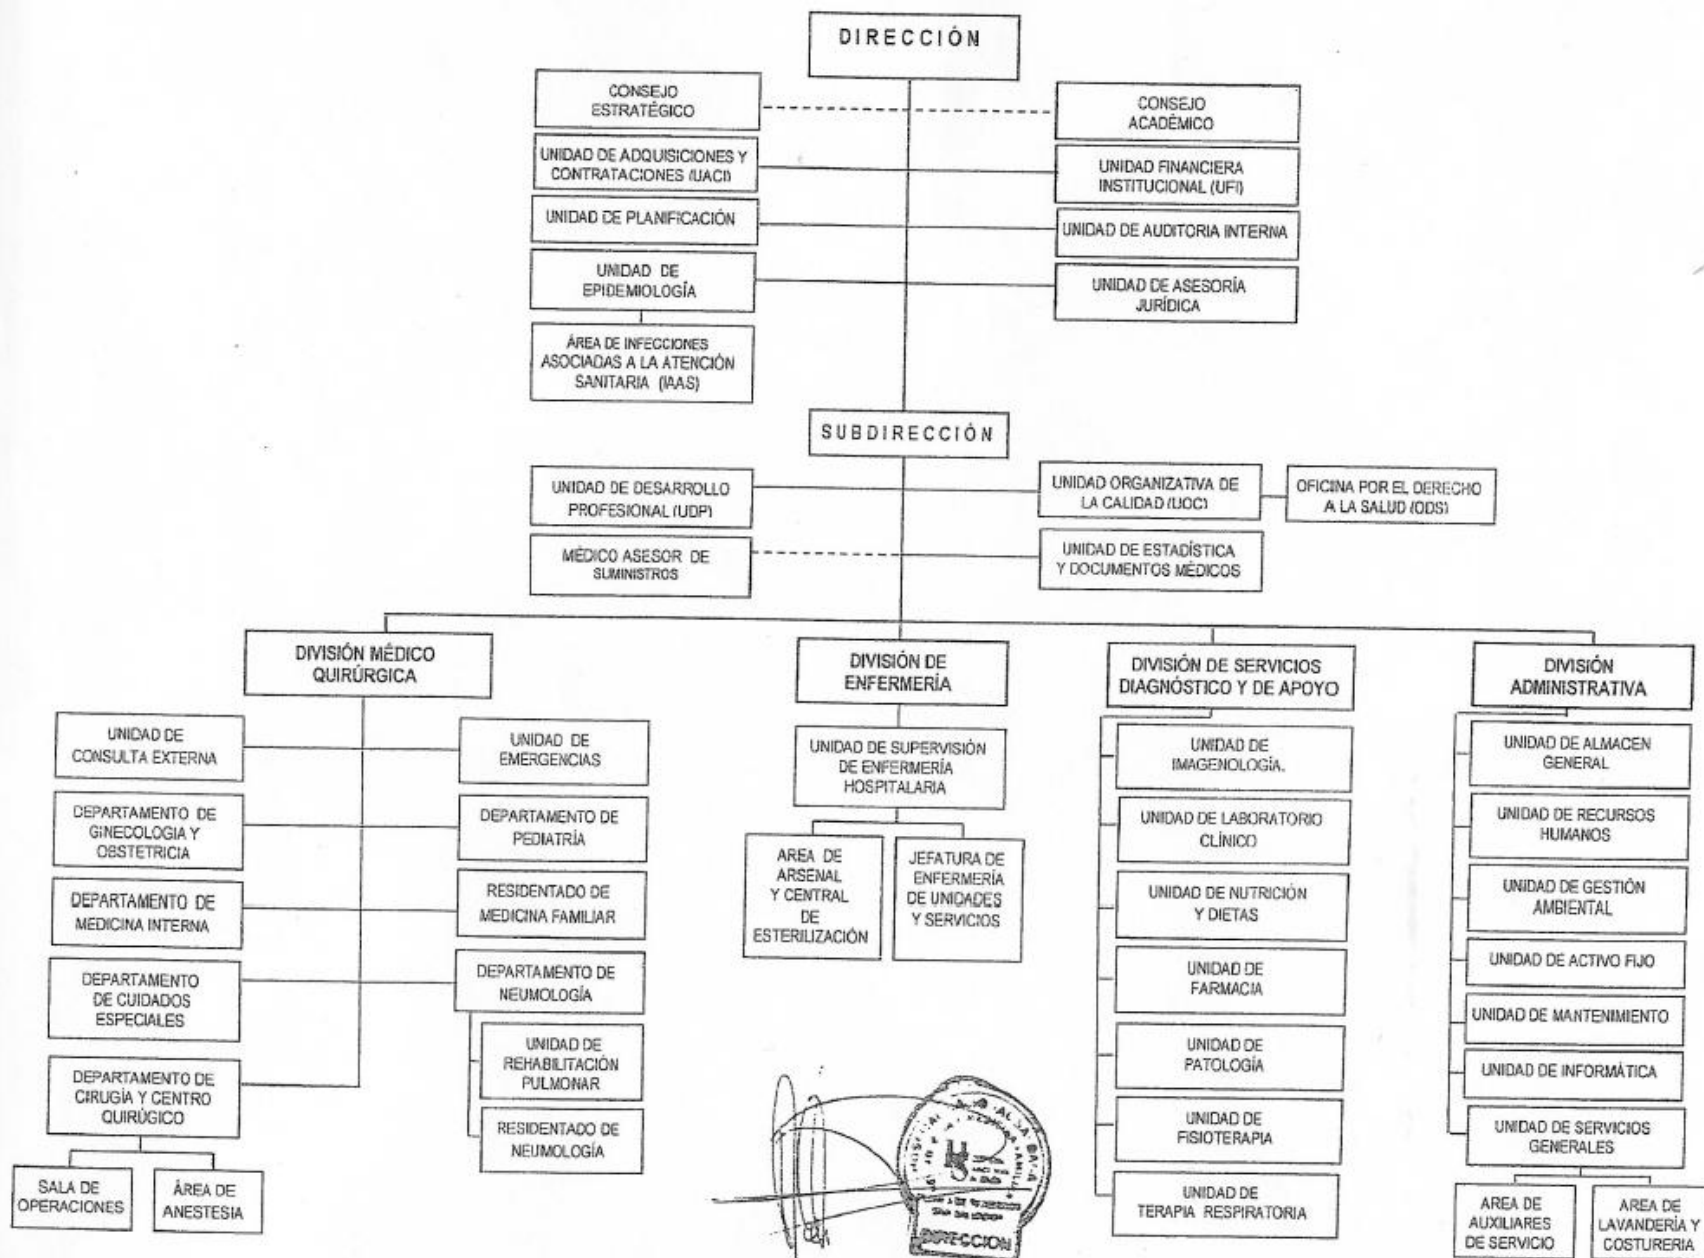 DIRECCIÓN
CONSEJO
ESTRATÉGICO
CONSEJO
ACADÉMICO
UNIDAD DE ADQUISICIONES Y
CONTRATACIONES (UACI)
UNIDAD FINANCIERA
INSTITUCIONAL (UFI)
UNIDAD DE PLANIFICACIÓN
UNIDAD DE AUDITORIA INTERNA
UNIDAD DE
EPIDEMIOLOGÍA
UNIDAD DE ASESORÍA
JURÍDICA
ÁREA DE INFECCIONES
ASOCIADAS A LA ATENCIÓN
SANITARIA (IAAS)
SUBDIRECCIÓN
UNIDAD DE DESARROLLO
PROFESIONAL (UDP)
UNIDAD ORGANIZATIVA DE
LA CALIDAD (UOC)
OFICINA POR EL DERECHO
A LA SALUD (ODS)
MÉDICO ASESOR DE
SUMINISTROS
UNIDAD DE ESTADÍSTICA
Y DOCUMENTOS MÉDICOS
DIVISIÓN MÉDICO
QUIRÚRGICA
UNIDAD DE
CONSULTA EXTERNA
UNIDAD DE
EMERGENCIAS
DEPARTAMENTO DE
GINECOLOGIA Y
OBSTETRICIA
DEPARTAMENTO DE
PEDIATRÍA
DEPARTAMENTO DE
MEDICINA INTERNA
RESIDENTADO DE
MEDICINA FAMILIAR
DEPARTAMENTO
DE CUIDADOS
ESPECIALES
DEPARTAMENTO DE
NEUMOLOGÍA
UNIDAD DE
REHABILITACIÓN
PULMONAR
RESIDENTADO DE
NEUMOLOGÍA
DEPARTAMENTO DE
CIRUGÍA Y CENTRO
QUIRÚGICO
SALA DE
OPERACIONES
ÁREA DE
ANESTESIA
DIVISIÓN DE
ENFERMERÍA
UNIDAD DE SUPERVISIÓN
DE ENFERMERÍA
HOSPITALARIA
AREA DE
ARSENAL
Y CENTRAL
DE
ESTERILIZACIÓN
JEFATURA DE
ENFERMERÍA
DE UNIDADES
Y SERVICIOS
DIVISIÓN DE SERVICIOS
DIAGNÓSTICO Y DE APOYO
UNIDAD DE
IMAGENOLOGÍA.
UNIDAD DE LABORATORIO
CLÍNICO
UNIDAD DE NUTRICIÓN
Y DIETAS
UNIDAD DE
FARMACIA
UNIDAD DE
PATOLOGÍA
UNIDAD DE
FISIOTERAPIA
UNIDAD DE
TERAPIA RESPIRATORIA
DIVISIÓN
ADMINISTRATIVA
UNIDAD DE ALMACEN
GENERAL
UNIDAD DE RECURSOS
HUMANOS
UNIDAD DE GESTIÓN
AMBIENTAL
UNIDAD DE ACTIVO FIJO
UNIDAD DE MANTENIMIENTO
UNIDAD DE INFORMÁTICA
UNIDAD DE SERVICIOS
GENERALES
AREA DE
AUXILIARES
DE SERVICIO
AREA DE
LAVANDERÍA Y
COSTURERIA
DIRECCION